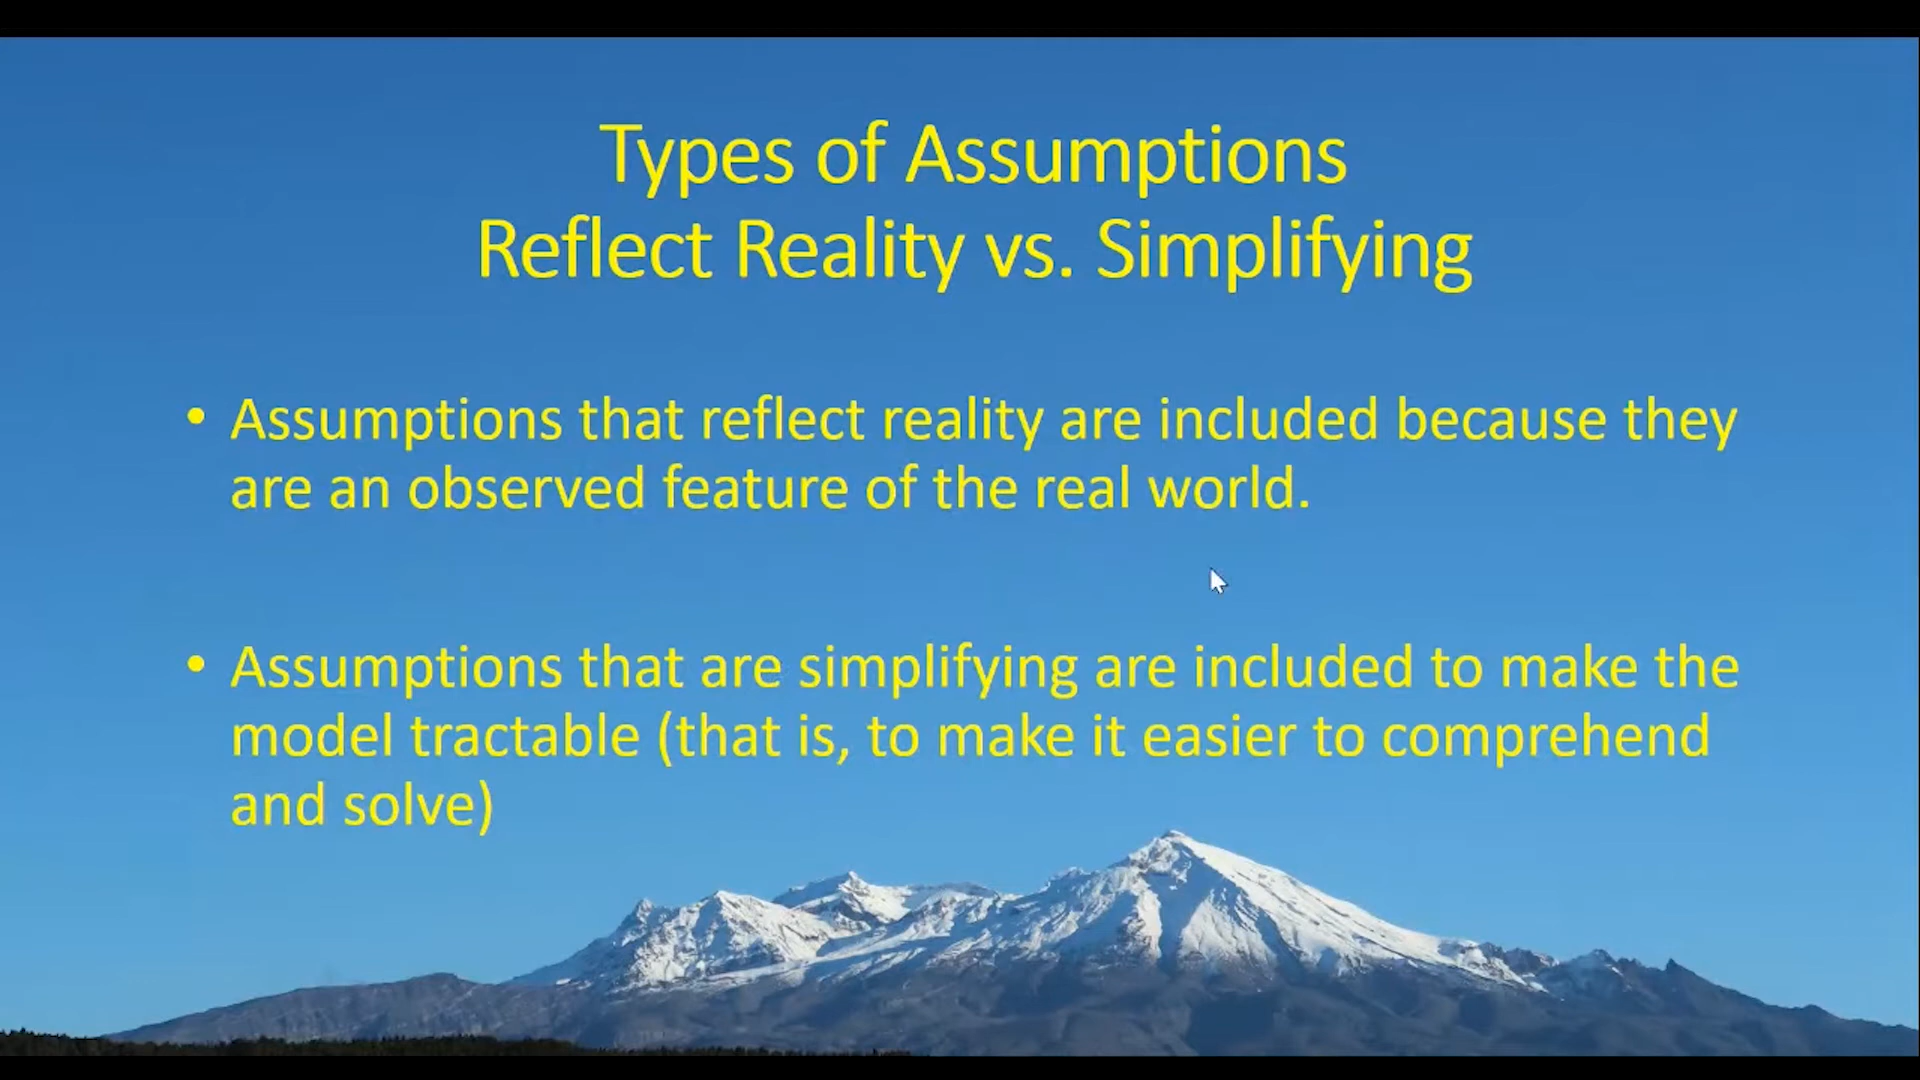 Types of Assumptions
Reflect Reality vs. Simplifying
• Assumptions that reflect reality are included because they
are an observed feature of the real world.
• Assumptions that are simplifying are included to make the
model tractable (that is, to make it easier to comprehend
and solve)